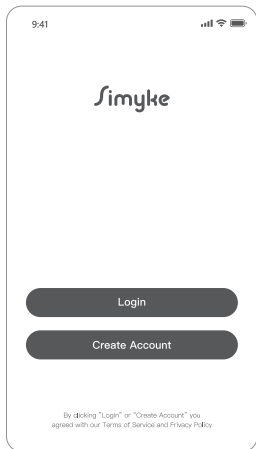 9:41
Simyke
Login
Create Account
By clicking "Login" or "Create Account" you
agreed with our Terms of Service and Privacy Policy